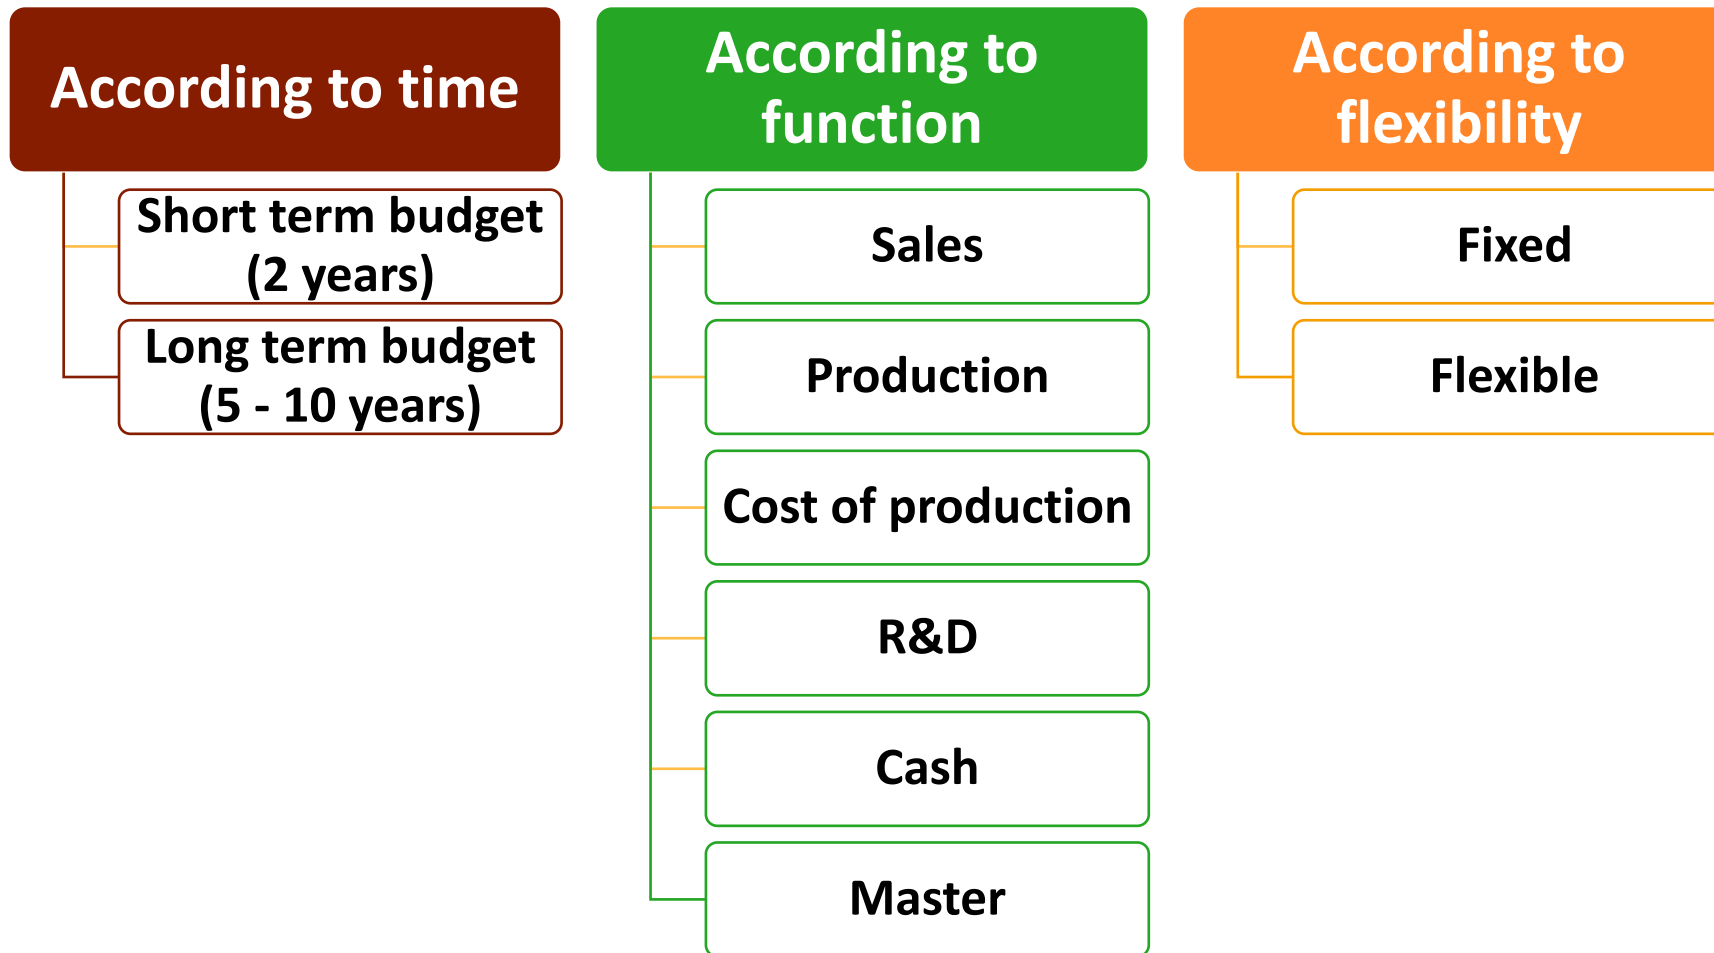 According to time
Short term budget
(2 years)
Long term budget
(5 - 10 years)
According to
function
Sales
Production
Cost of production
R&D
Cash
Master
According to
flexibility
Fixed
Flexible